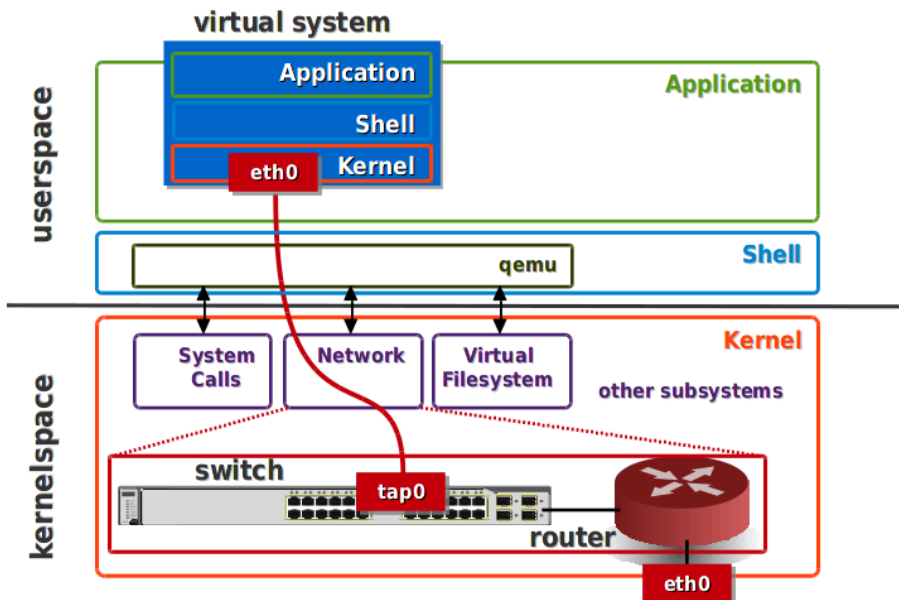 virtual system
Application
Application
Shell
Kernel
eth0
userspace
Shell
qemu
Kernel
System
Calls
Network
Virtual
Filesystem
other subsystems
kernelspace
switch
tap0
router
eth0